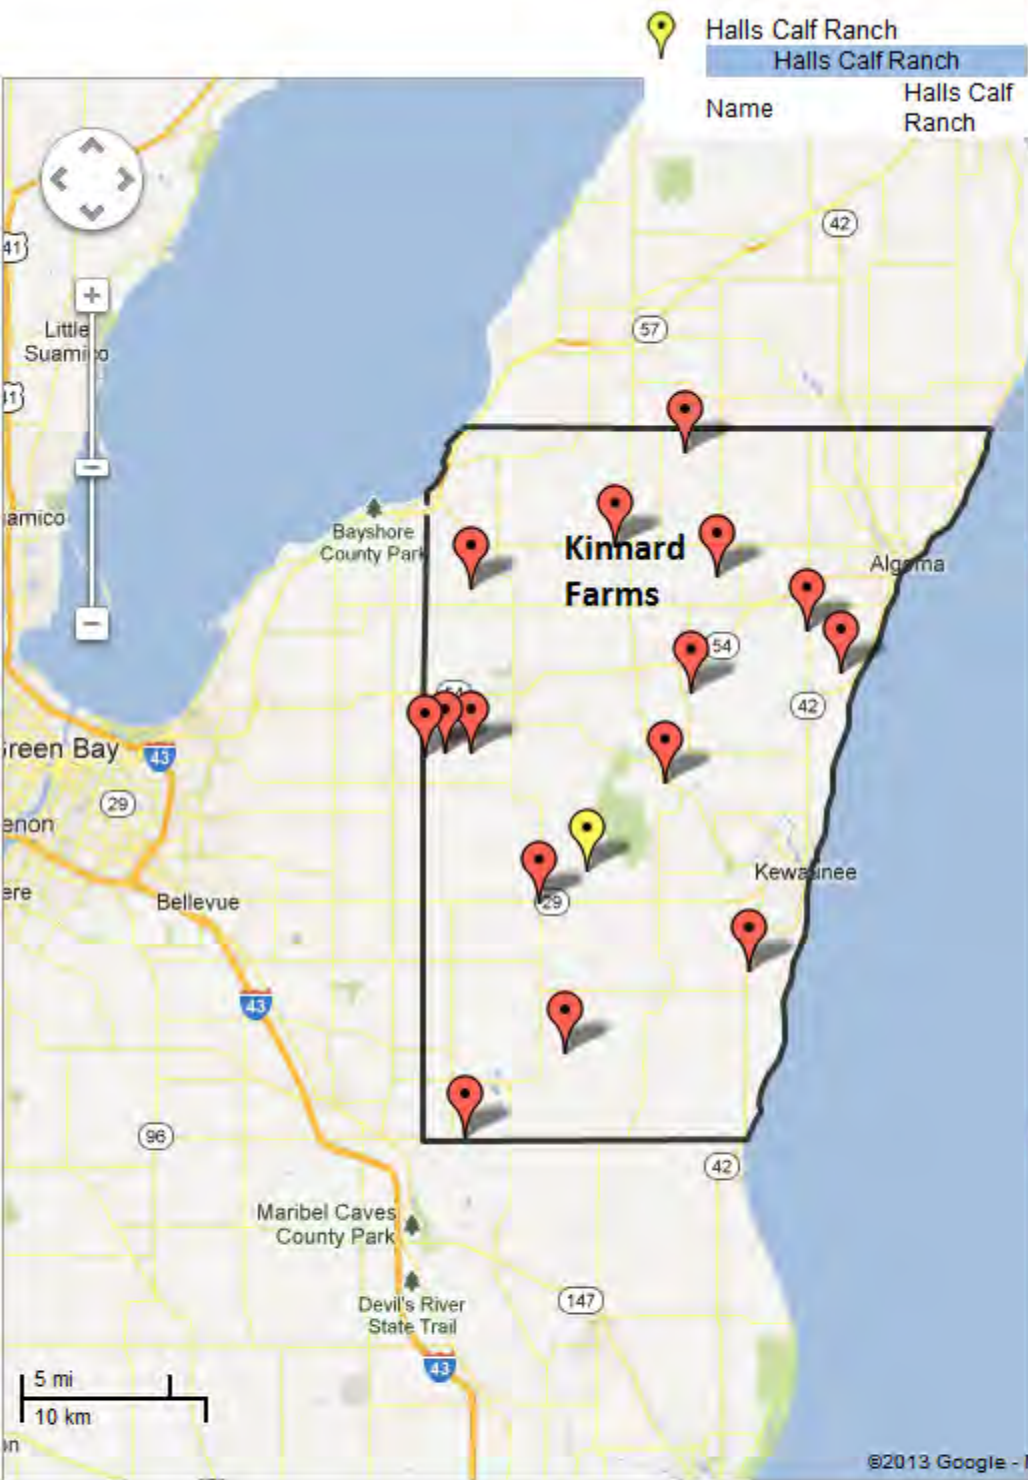 Halls Calf Ranch
Halls Calf Ranch
Name
Halls Calf
Ranch
42
41
57
Little
Suamico
Bayshore
County Park
Kinnard
Farms
Algoma
54
54
42
Green Bay
43
29
Bellevue
29
Kewaunee
43
96
42
Maribel Caves
County Park
Devil's River
State Trail
147
43
5 mi
10 km
©2013 Google -